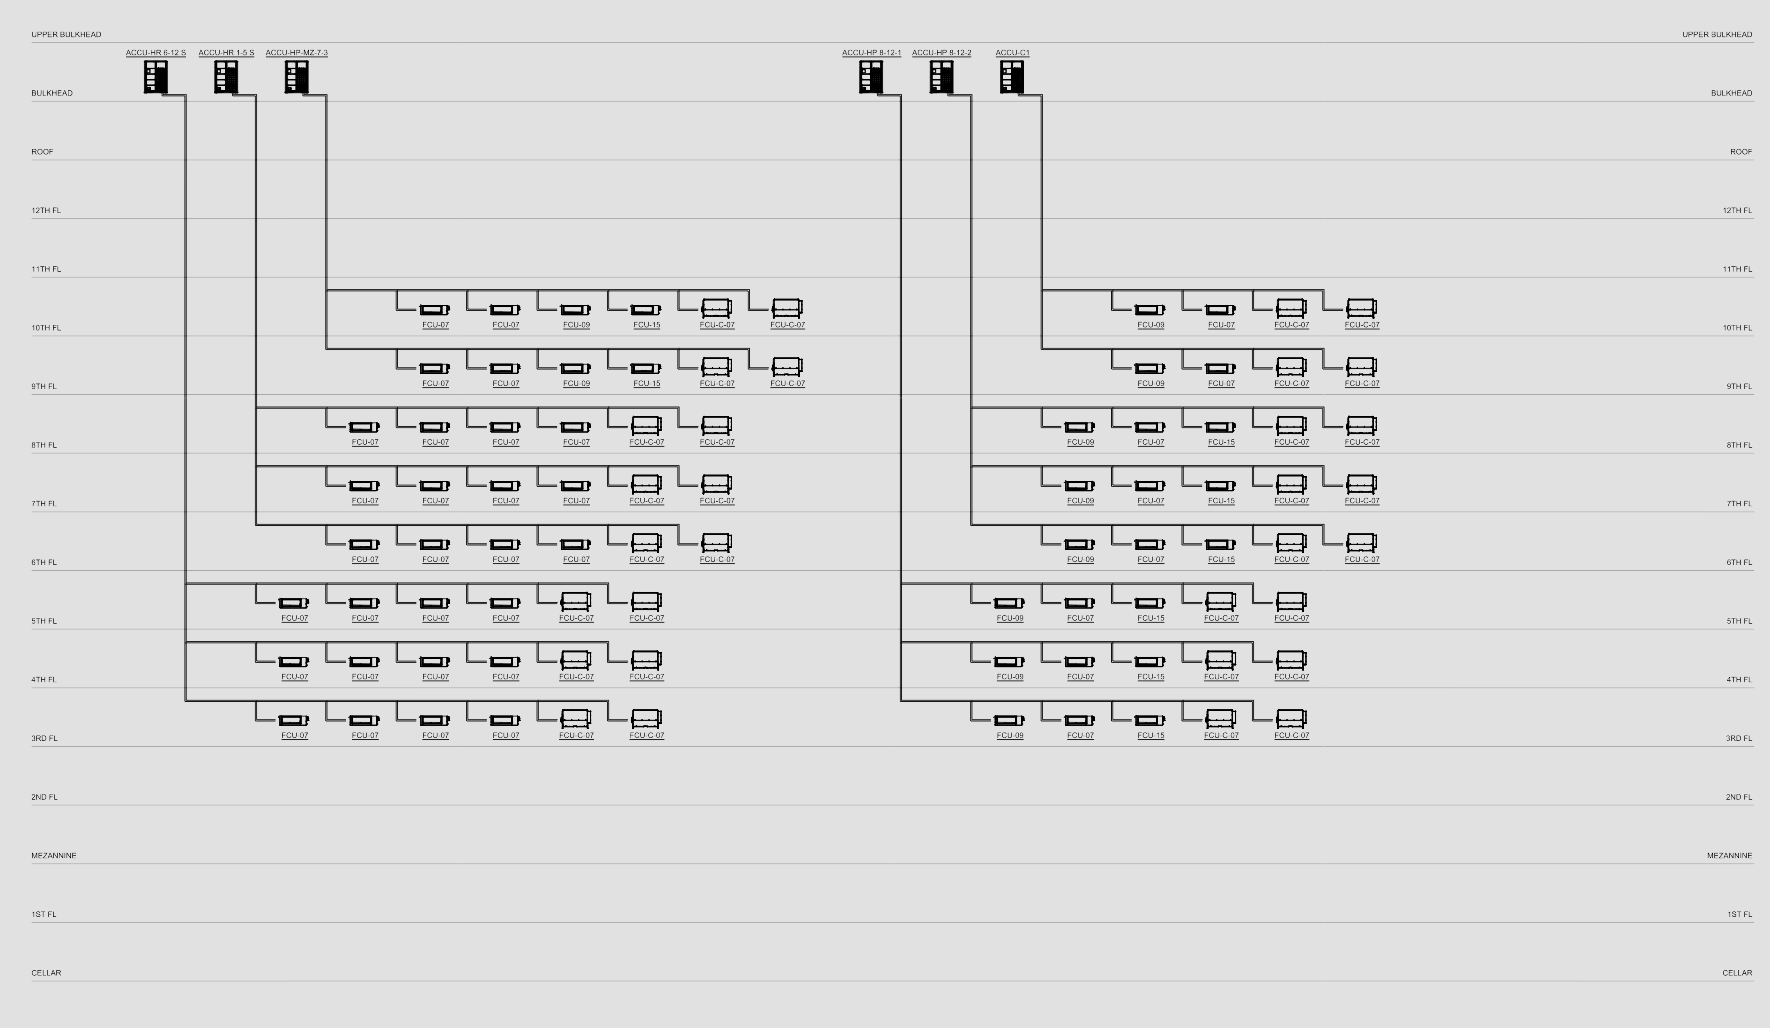 UPPER BULKHEAD UPPER BULKHEAD
ACCU-HR 6-12 S ACCU-HR 1-5 S ACCU-HP-MZ-7-3 ACCU-HP 8-12-1 ACCU-HP 8-12-2 ACCU-C1
BULKHEAD BULKHEAD
ROOF ROOF
12TH FL 12TH FL
11TH FL 11TH FL
FCU-07 FCU-07 FCU-09 FCU-15 FCU-C-07 FCU-C-07 FCU-09 FCU-07 FCU-C-07 FCU-C-07
10TH FL 10TH FL
FCU-07 FCU-07 FCU-09 FCU-15 FCU-C-07 FCU-C-07 FCU-09 FCU-07 FCU-C-07 FCU-C-07
9TH FL 9TH FL
FCU-07 FCU-07 FCU-07 FCU-07 FCU-C-07 FCU-C-07 FCU-09 FCU-07 FCU-15 FCU-C-07 FCU-C-07
8TH FL 8TH FL
FCU-07 FCU-07 FCU-07 FCU-07 FCU-C-07 FCU-C-07 FCU-09 FCU-07 FCU-15 FCU-C-07 FCU-C-07
7TH FL 7TH FL
FCU-07 FCU-07 FCU-07 FCU-07 FCU-C-07 FCU-C-07 FCU-09 FCU-07 FCU-15 FCU-C-07 FCU-C-07
6TH FL 6TH FL
FCU-07 FCU-07 FCU-07 FCU-07 FCU-C-07 FCU-C-07 FCU-09 FCU-07 FCU-15 FCU-C-07 FCU-C-07
5TH FL 5TH FL
FCU-07 FCU-07 FCU-07 FCU-07 FCU-C-07 FCU-C-07 FCU-09 FCU-07 FCU-15 FCU-C-07 FCU-C-07
4TH FL 4TH FL
FCU-07 FCU-07 FCU-07 FCU-07 FCU-C-07 FCU-C-07 FCU-09 FCU-07 FCU-15 FCU-C-07 FCU-C-07
3RD FL 3RD FL
2ND FL 2ND FL
MEZANNINE MEZANNINE
1ST FL 1ST FL
CELLAR CELLAR